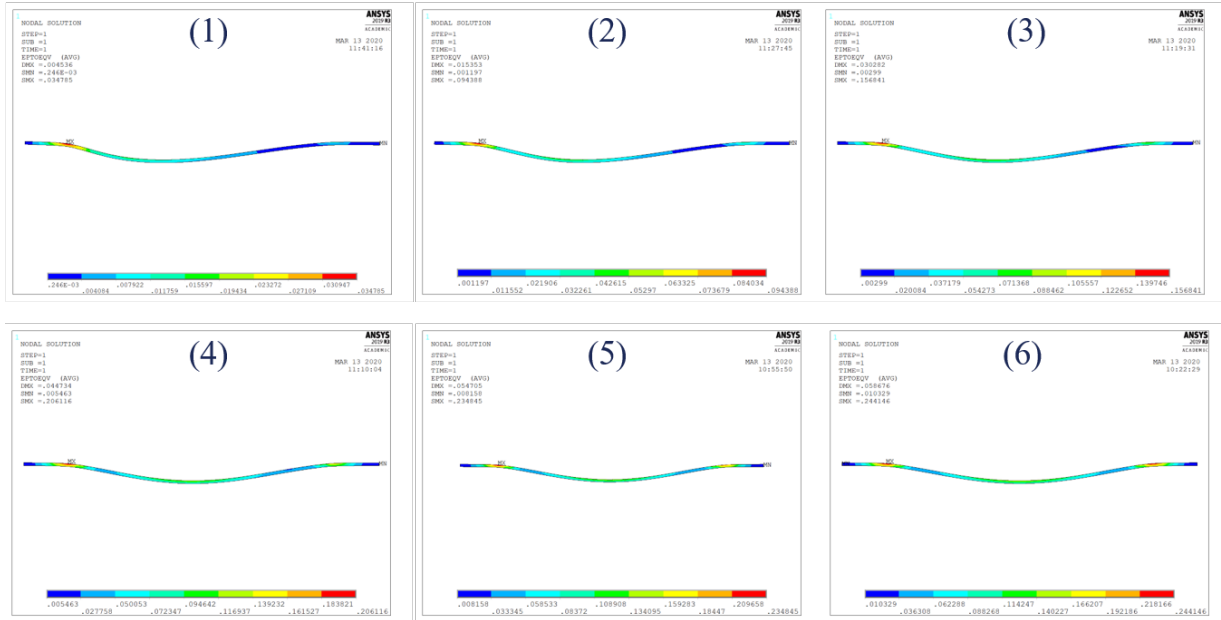 1
(1)
ANSYS
2019 R3
ACADEMIC
NODAL SOLUTION
STEP=1
SUB =1
TIME=1
EPTOEQV (AVG)
DMX =.004536
SMN =.246E-03
SMX =.034785
MAR 13 2020
11:41:16
MX
MN
.246E-03 .007922 .015597 .023272 .030947
.004084 .011759 .019434 .027109 .034785
1
(2)
ANSYS
2019 R3
ACADEMIC
NODAL SOLUTION
STEP=1
SUB =1
TIME=1
EPTOEQV (AVG)
DMX =.015353
SMN =.001197
SMX =.094388
MAR 13 2020
11:27:45
MX
MN
.001197 .021906 .042615 .063325 .084034
.011552 .032261 .05297 .073679 .094388
1
(3)
ANSYS
2019 R3
ACADEMIC
NODAL SOLUTION
STEP=1
SUB =1
TIME=1
EPTOEQV (AVG)
DMX =.030282
SMN =.00299
SMX =.156841
MAR 13 2020
11:19:31
MX
MN
.00299 .037179 .071368 .105557 .139746
.020084 .054273 .088462 .122652 .156841
1
(4)
ANSYS
2019 R3
ACADEMIC
NODAL SOLUTION
STEP=1
SUB =1
TIME=1
EPTOEQV (AVG)
DMX =.044734
SMN =.005463
SMX =.206116
MAR 13 2020
11:10:04
MX
MN
.005463 .050053 .094642 .139232 .183821
.027758 .072347 .116937 .161527 .206116
1
(5)
ANSYS
2019 R3
ACADEMIC
NODAL SOLUTION
STEP=1
SUB =1
TIME=1
EPTOEQV (AVG)
DMX =.054705
SMN =.008158
SMX =.234845
MAR 13 2020
10:55:50
MX
MN
.008158 .058533 .108908 .159283 .209658
.033345 .08372 .134095 .18447 .234845
1
(6)
ANSYS
2019 R3
ACADEMIC
NODAL SOLUTION
STEP=1
SUB =1
TIME=1
EPTOEQV (AVG)
DMX =.058676
SMN =.010329
SMX =.244146
MAR 13 2020
10:22:29
MX
.010329 .062288 .114247 .166207 .218166
.036308 .088268 .140227 .192186 .244146